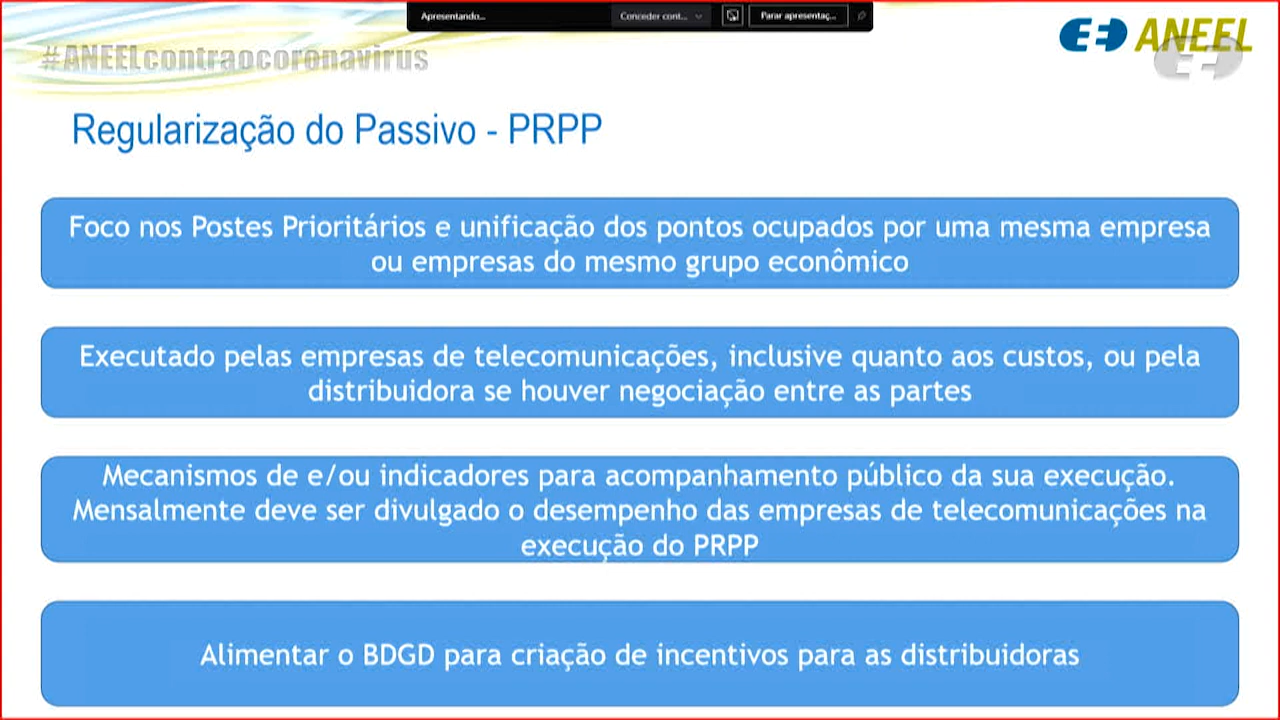 Apresentando...
Conceder cont...
Parar apresentaç...
ANEEL
#ANEELcontraocoronavirus
Regularização do Passivo - PRPP
Foco nos Postes Prioritários e unificação dos pontos ocupados por uma mesma empresa
ou empresas do mesmo grupo econômico
Executado pelas empresas de telecomunicações, inclusive quanto aos custos, ou pela
distribuidora se houver negociação entre as partes
Mecanismos de e/ou indicadores para acompanhamento público da sua execução.
Mensalmente deve ser divulgado o desempenho das empresas de telecomunicações na
execução do PRPP
Alimentar o BDGD para criação de incentivos para as distribuidoras